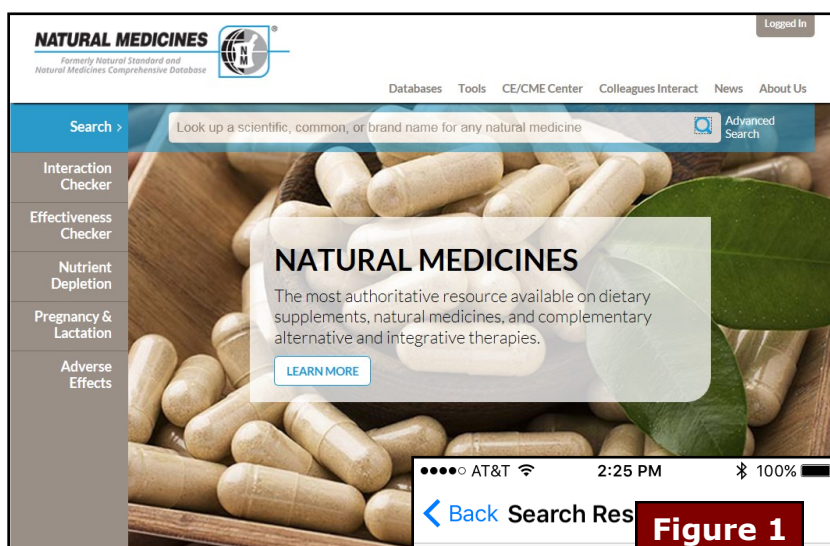 Logged In
NATURAL MEDICINES
Formerly Natural Standard and
Natural Medicines Comprehensive Database
N
M
®
Databases Tools CE/CME Center Colleagues Interact News About Us
Search >
Look up a scientific, common, or brand name for any natural medicine
Advanced
Search
Interaction
Checker
Effectiveness
Checker
Nutrient
Depletion
Pregnancy &
Lactation
Adverse
Effects
NATURAL MEDICINES
The most authoritative resource available on dietary
supplements, natural medicines, and complementary
alternative and integrative therapies.
LEARN MORE
AT&T 2:25 PM 100%
Back Search Res
Figure 1